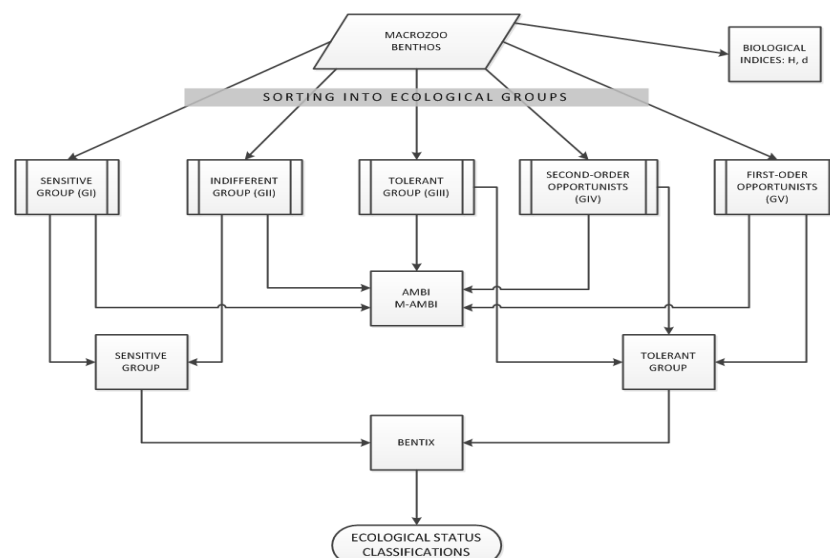 MACROZOO
BENTHOS
BIOLOGICAL
INDICES: H, d
SORTING INTO ECOLOGICAL GROUPS
SENSITIVE
GROUP (GI)
INDIFFERENT
GROUP (GII)
TOLERANT
GROUP (GIII)
SECOND-ORDER
OPPORTUNISTS
(GIV)
FIRST-ODER
OPPORTUNISTS
(GV)
AMBI
M-AMBI
SENSITIVE
GROUP
TOLERANT
GROUP
BENTIX
ECOLOGICAL STATUS
CLASSIFICATIONS